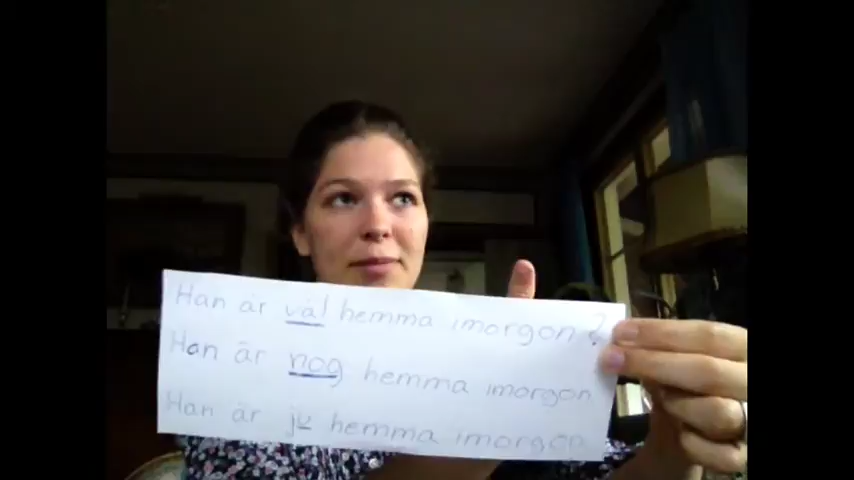 Han är väl hemma imorgon?
Han är nog hemma imorgon
Han är ju hemma imorgon